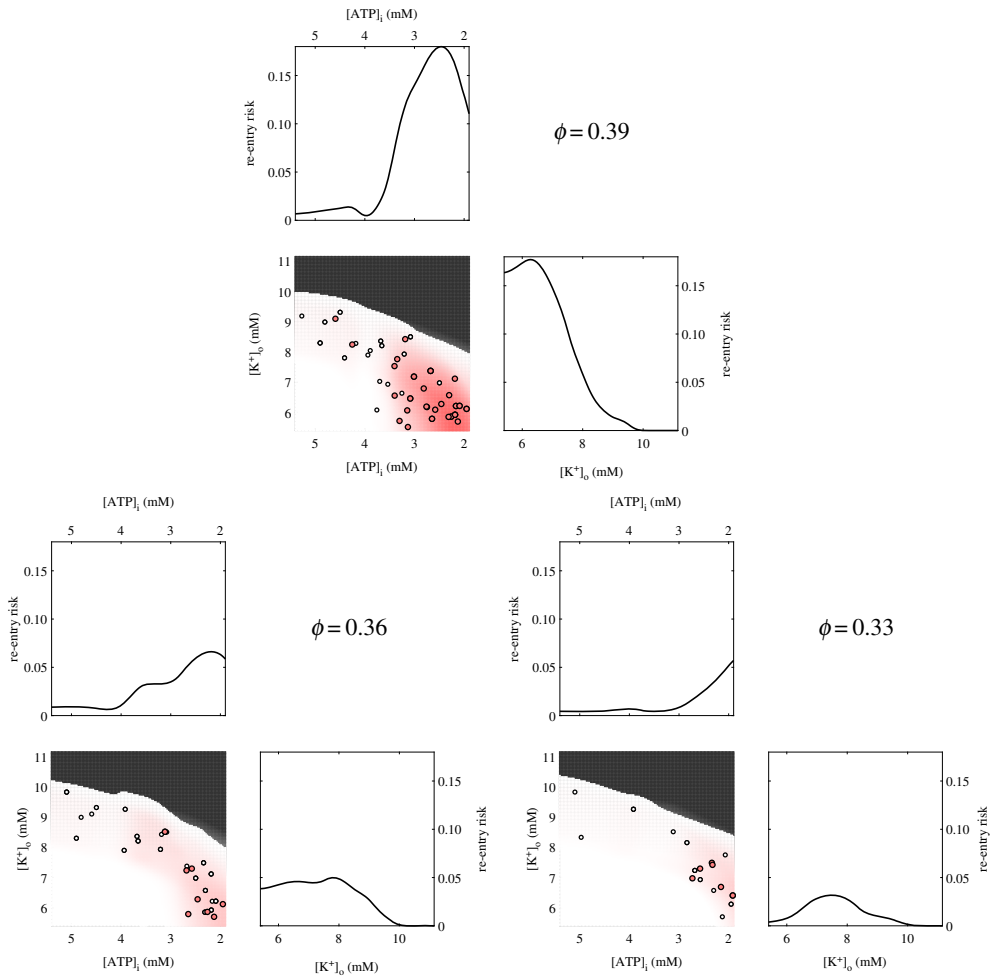 [ATP]i (mM)
5 4 3 2
0.15
0.10
0.05
0
re-entry risk
ϕ=0.39
11
10
9
8
7
6
[K+]o (mM)
5 4 3 2
[ATP]i (mM)
0.15
0.10
0.05
0
re-entry risk
6 8 10
[K+]o (mM)
[ATP]i (mM)
5 4 3 2
0.15
0.10
0.05
0
re-entry risk
ϕ=0.36
11
10
9
8
7
6
[K+]o (mM)
5 4 3 2
[ATP]i (mM)
0.15
0.10
0.05
0
re-entry risk
6 8 10
[K+]o (mM)
[ATP]i (mM)
5 4 3 2
0.15
0.10
0.05
0
re-entry risk
ϕ=0.33
11
10
9
8
7
6
[K+]o (mM)
5 4 3 2
[ATP]i (mM)
0.15
0.10
0.05
0
re-entry risk
6 8 10
[K+]o (mM)